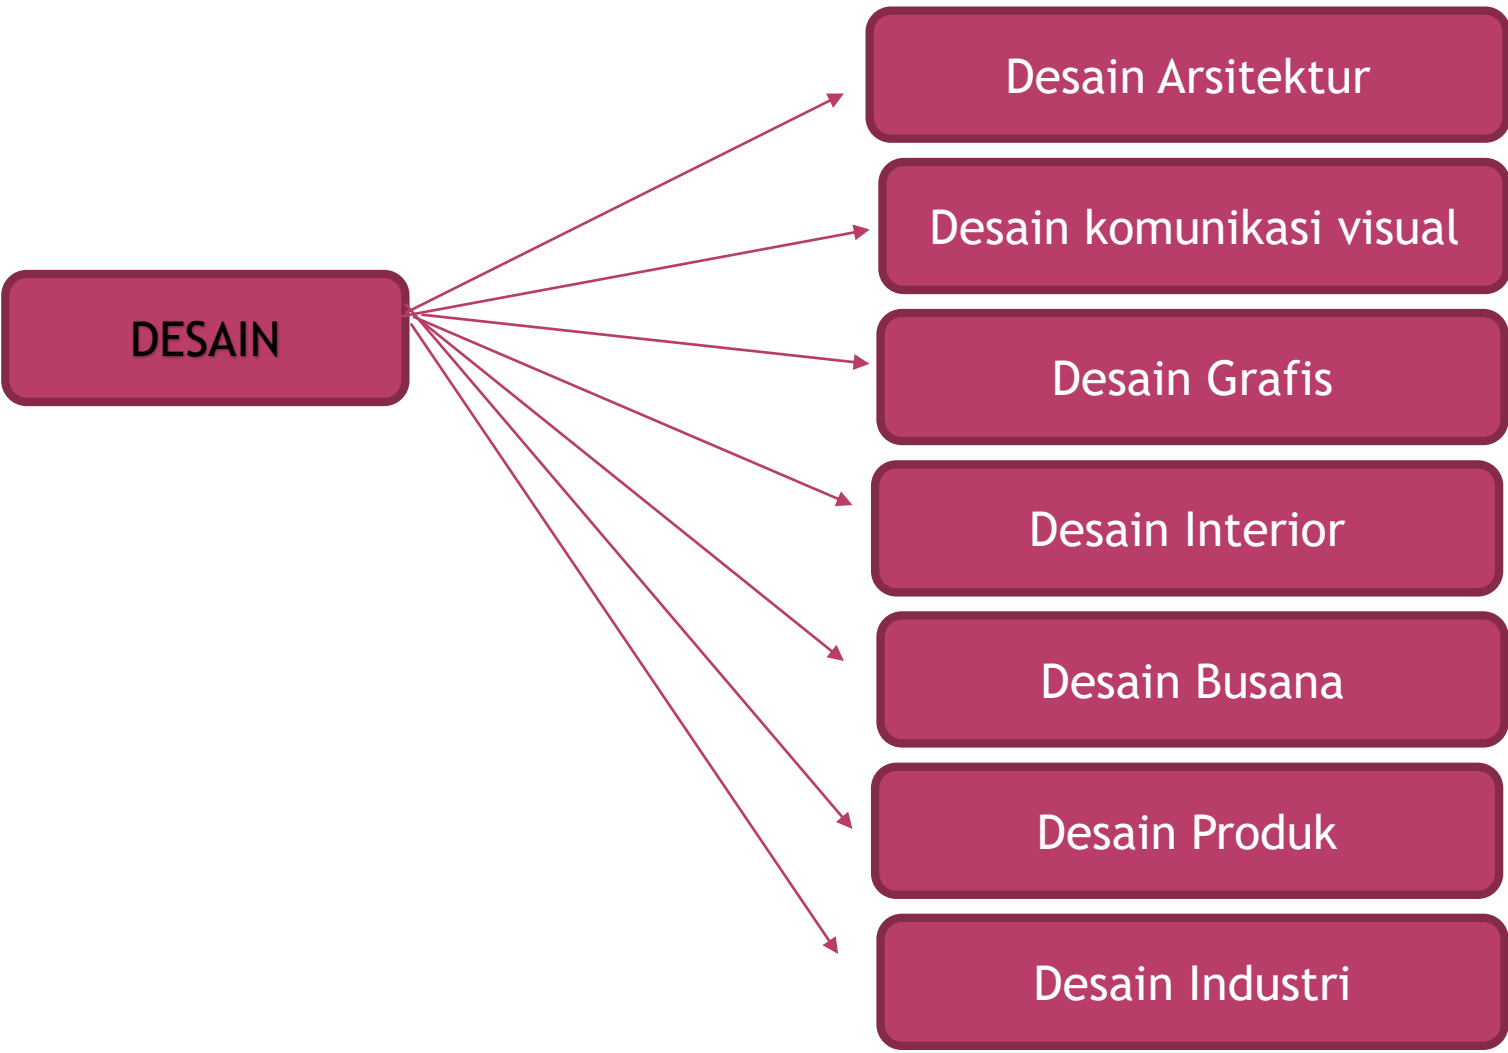 DESAIN
Desain Arsitektur
Desain komunikasi visual
Desain Grafis
Desain Interior
Desain Busana
Desain Produk
Desain Industri